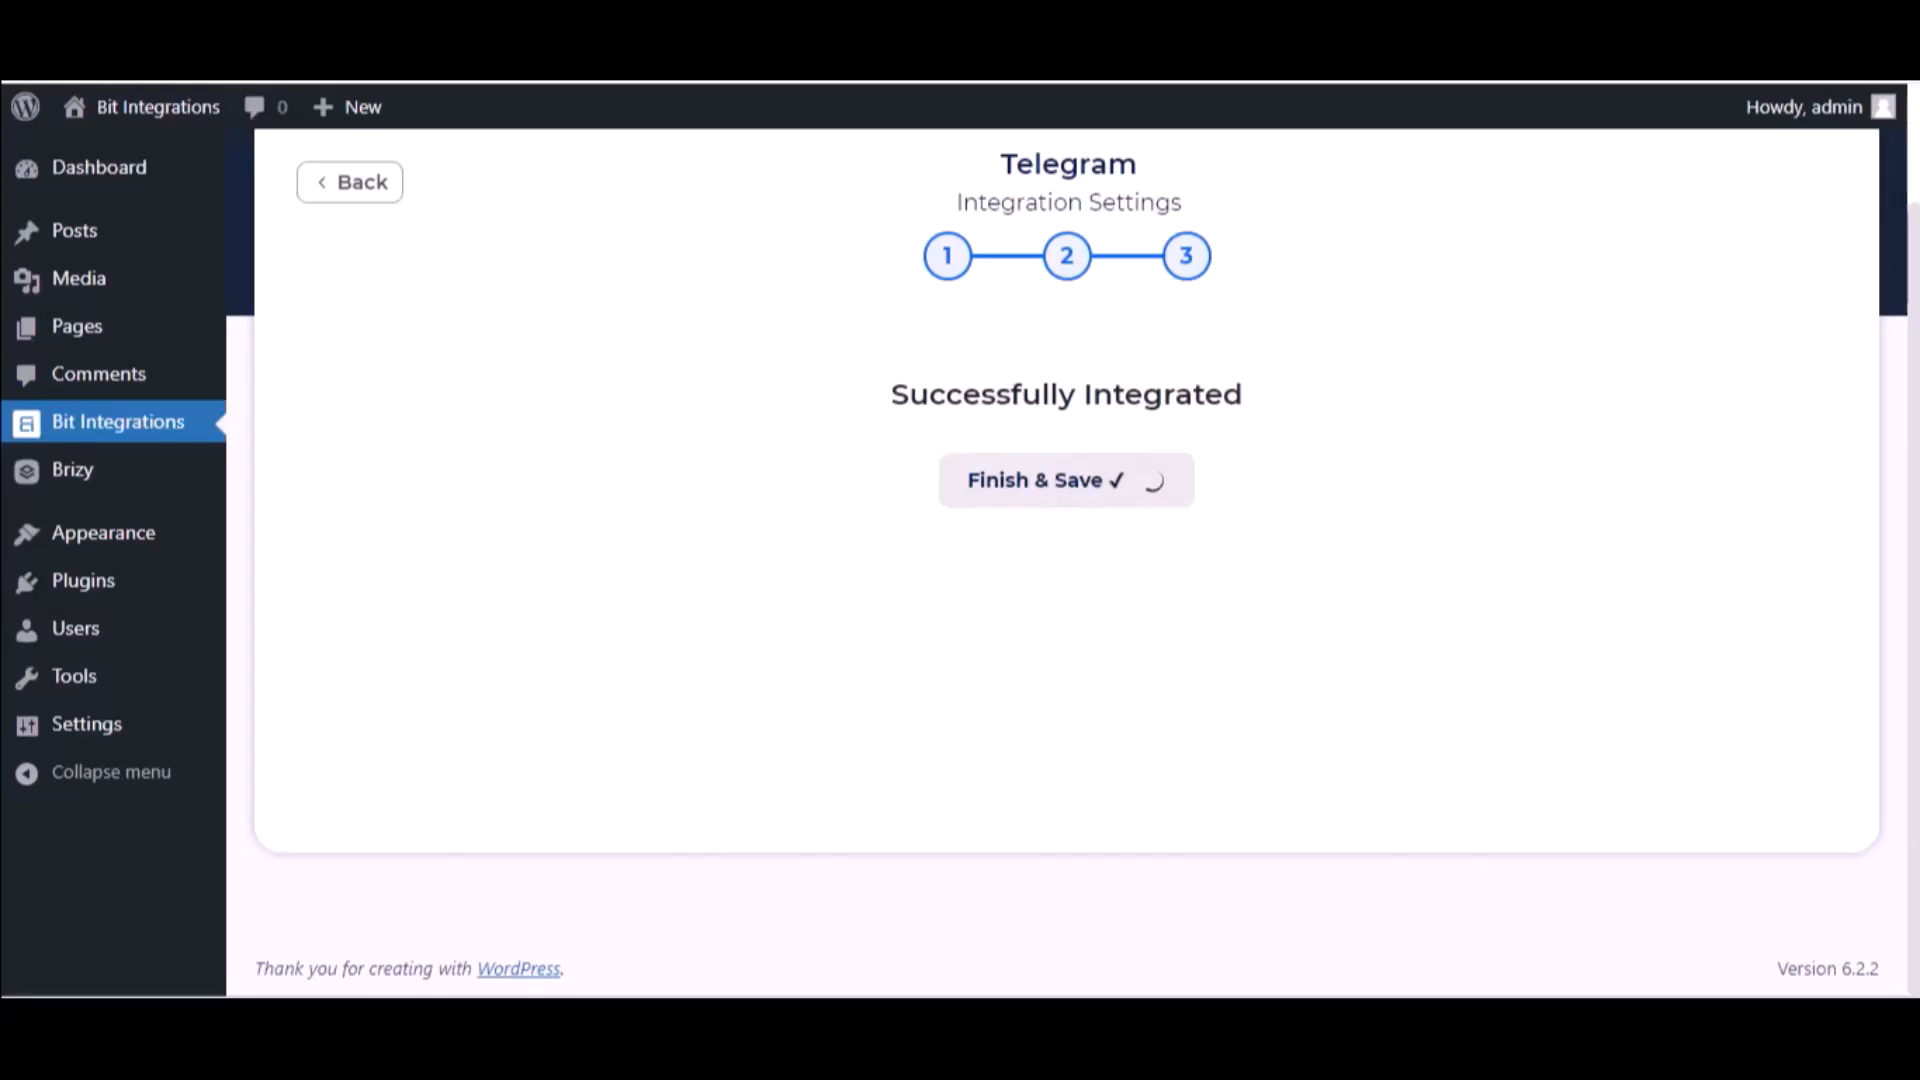 Bit Integrations
0
New
Howdy, admin
Dashboard
Posts
Media
Pages
Comments
Bit Integrations
Brizy
Appearance
Plugins
Users
Tools
Settings
Collapse menu
Back
Telegram
Integration Settings
1
2
3
Successfully Integrated
Finish & Save ✓
Thank you for creating with WordPress.
Version 6.2.2